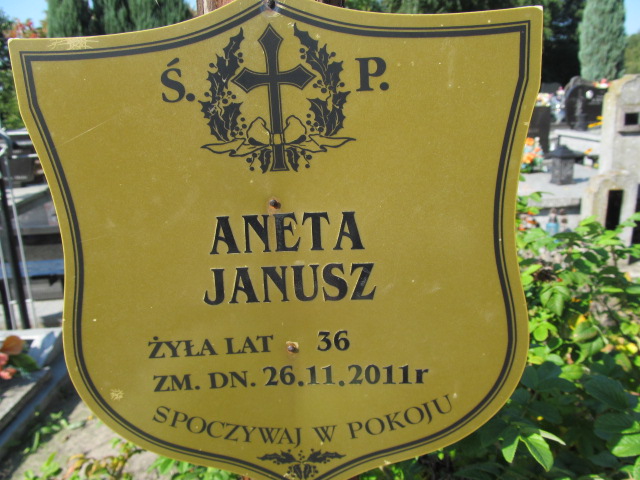 Ś. P.
ANETA
JANUSZ
ŻYŁA LAT 36
ZM. DN. 26.11.2011r
SPOCZYWAJ W POKOJU